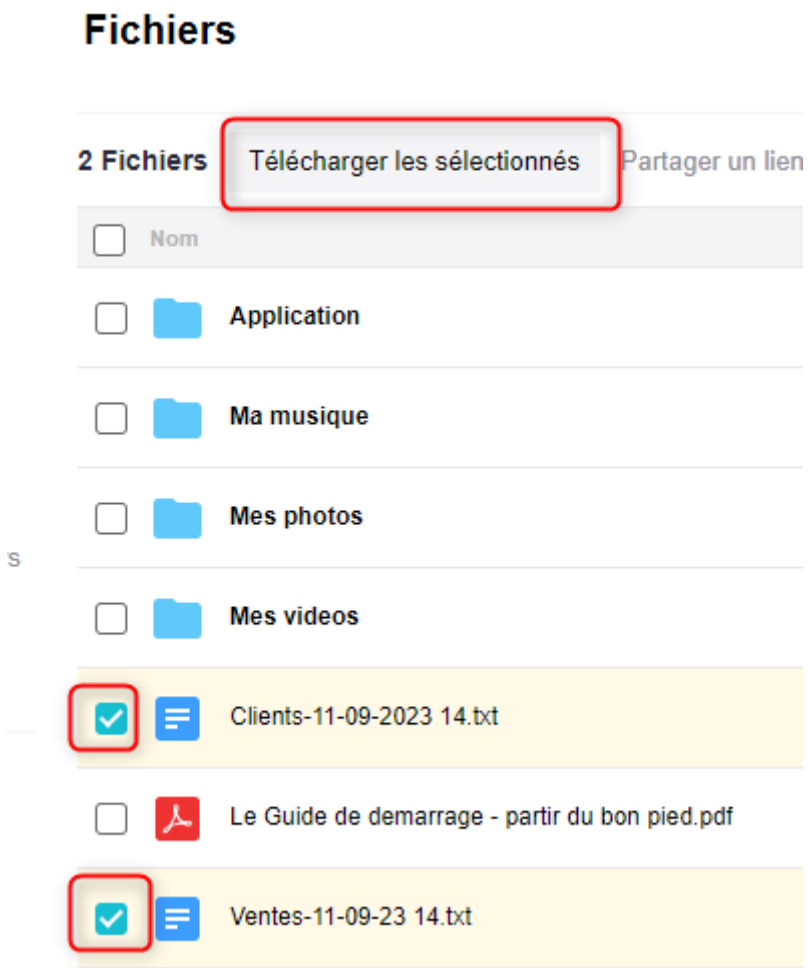 Fichiers
2 Fichiers Télécharger les sélectionnés Partager un lien
Nom
Application
Ma musique
Mes photos
Mes videos
s
Clients-11-09-2023 14.txt
Le Guide de demarrage - partir du bon pied.pdf
Ventes-11-09-23 14.txt